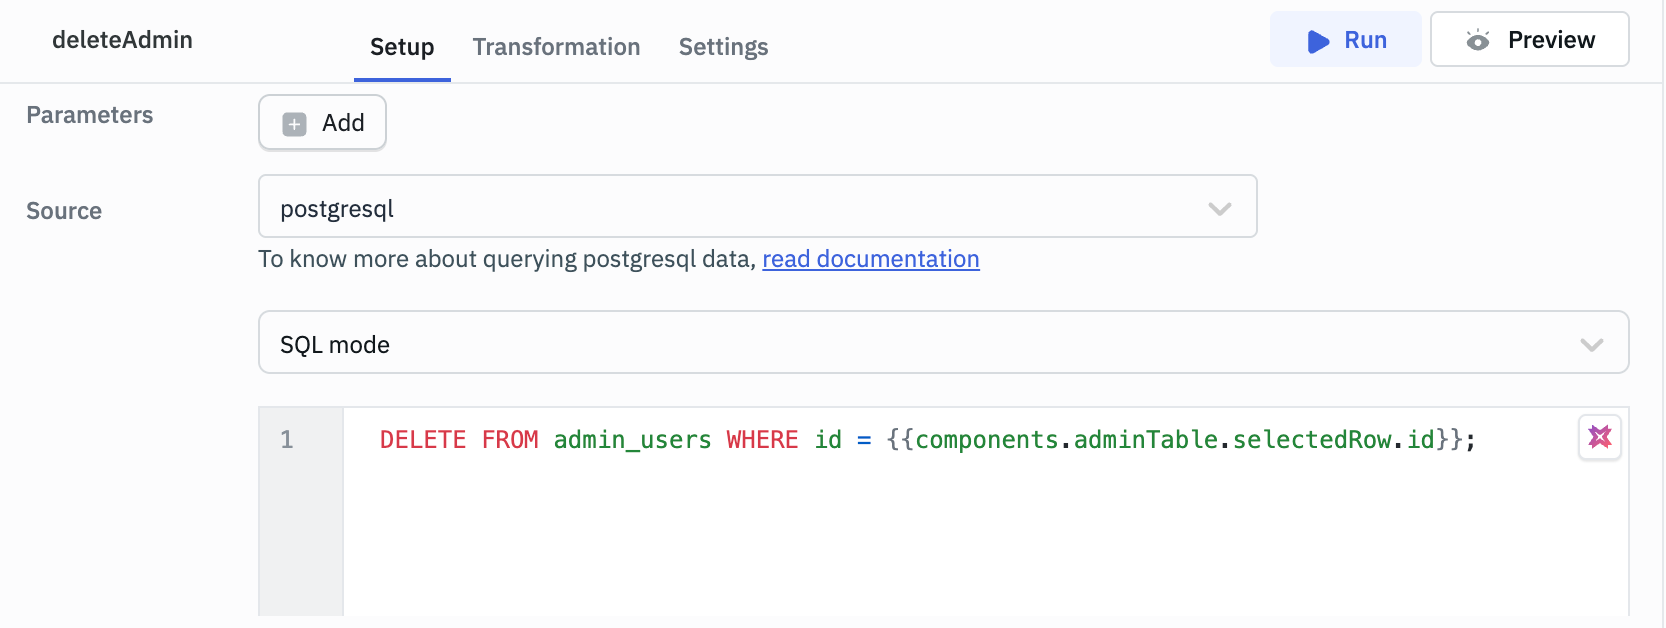 deleteAdmin
Setup Transformation Settings
Run Preview
Parameters
Add
Source
postgresql
To know more about querying postgresql data, read documentation
SQL mode
1 DELETE FROM admin_users WHERE id = {{components.adminTable.selectedRow.id}};